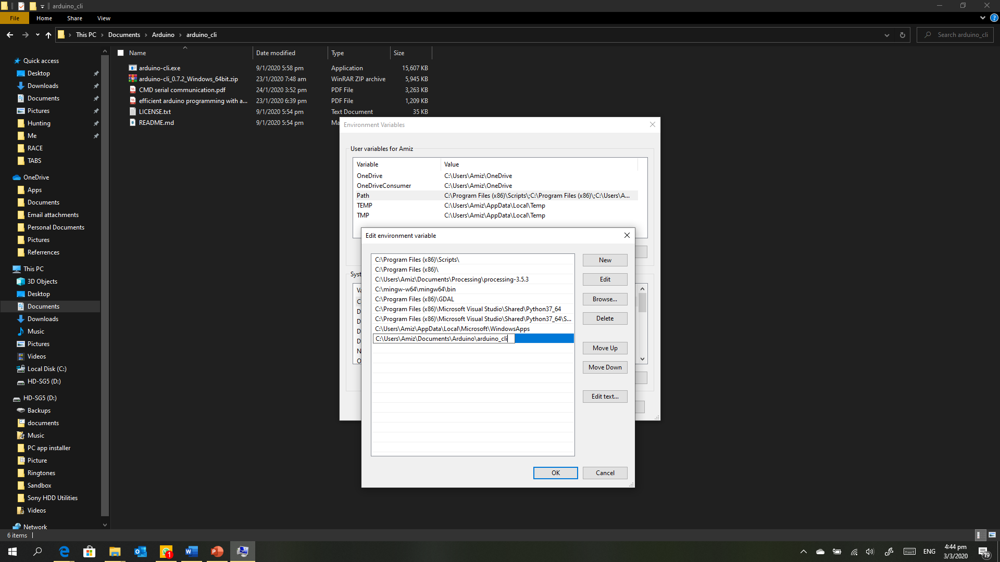 arduino_cli
File Home Share View
This PC Documents Arduino arduino_cli
Search arduino_cli
Name Date modified Type Size
arduino-cli.exe 9/1/2020 5:58 pm Application 15,607 KB
arduino-cli_0.7.2_Windows_64bit.zip 23/1/2020 7:48 am WinRAR ZIP archive 5,945 KB
CMD serial communication.pdf 24/1/2020 3:52 pm PDF File 3,263 KB
efficient arduino programming with a... 23/1/2020 6:39 pm PDF File 1,209 KB
LICENSE.txt 9/1/2020 5:54 pm Text Document 35 KB
README.md 9/1/2020 5:54 pm Ma
Quick access
Desktop
Downloads
Documents
Pictures
Hunting
Me
RACE
TABS
OneDrive
Apps
Documents
Email attachments
Personal Documents
Pictures
Referrences
This PC
3D Objects
Desktop
Documents
Downloads
Music
Pictures
Videos
Local Disk (C:)
HD-SG5 (D:)
HD-SG5 (D:)
Backups
documents
Music
PC app installer
Picture
Ringtones
Sandbox
Sony HDD Utilities
Videos
Network
6 items
Environment Variables
User variables for Amiz
Variable Value
OneDrive C:\Users\Amiz\OneDrive
OneDriveConsumer C:\Users\Amiz\OneDrive
Path C:\Program Files (x86)\Scripts\;C:\Program Files (x86)\;C:\Users\A...
TEMP C:\Users\Amiz\AppData\Local\Temp
TMP C:\Users\Amiz\AppData\Local\Temp
Syst
Va
C
D
D
D
D
N
O
Edit environment variable
C:\Program Files (x86)\Scripts\
C:\Program Files (x86)\
C:\Users\Amiz\Documents\Processing\processing-3.5.3
C:\mingw-w64\mingw64\bin
C:\Program Files (x86)\GDAL
C:\Program Files (x86)\Microsoft Visual Studio\Shared\Python37_64
C:\Program Files (x86)\Microsoft Visual Studio\Shared\Python37_64\S...
C:\Users\Amiz\AppData\Local\Microsoft\WindowsApps
C:\Users\Amiz\Documents\Arduino\arduino_cli
New
Edit
Browse...
Delete
Move Up
Move Down
Edit text...
OK Cancel
1
ENG
4:44 pm
3/3/2020
19